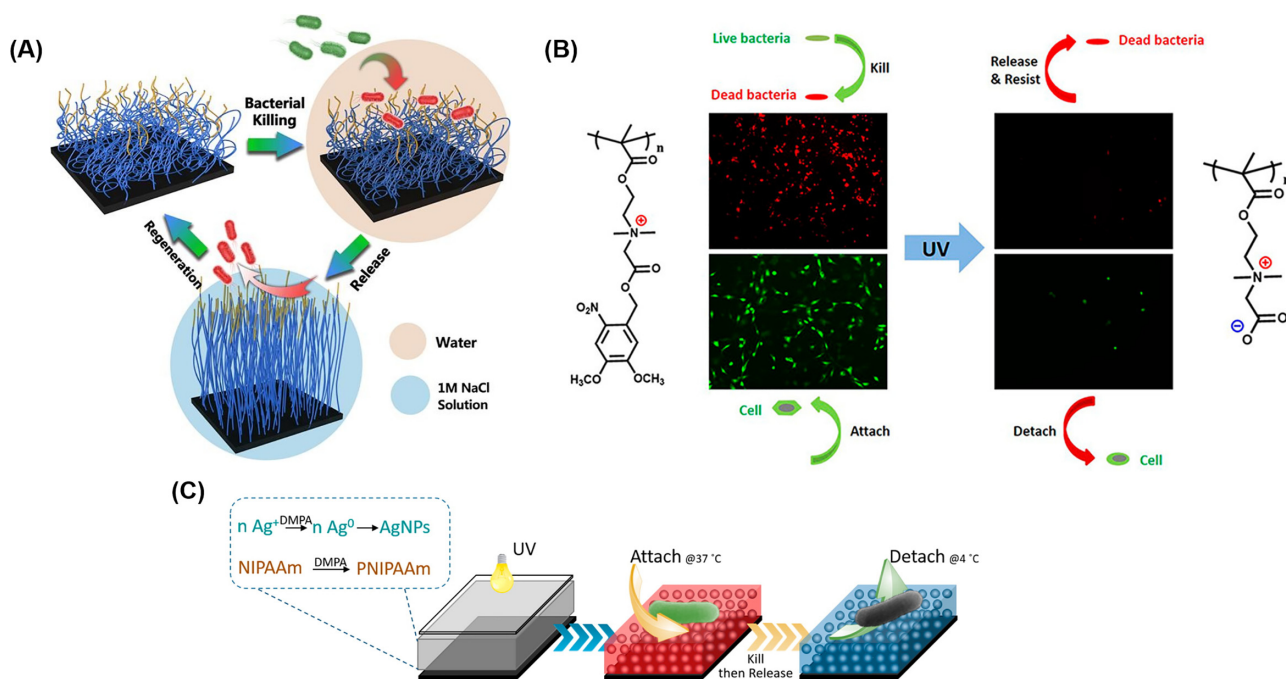 (A)
Bacterial
Killing
Release
Regeneration
Water
1M NaCl
Solution
(B)
Live bacteria
Kill
Dead bacteria
Release
& Resist
Dead bacteria
n
O
O
⊕
N
O
O
O₂N
H₃CO
OCH₃
UV
n
O
O
⊕
N
O
⊖
O
Cell
Attach
Detach
Cell
(C)
n Ag⁺ DMPA n Ag⁰ → AgNPs
NIPAAm DMPA PNIPAAm
UV
Attach @37 °C
Kill
then Release
Detach @4 °C